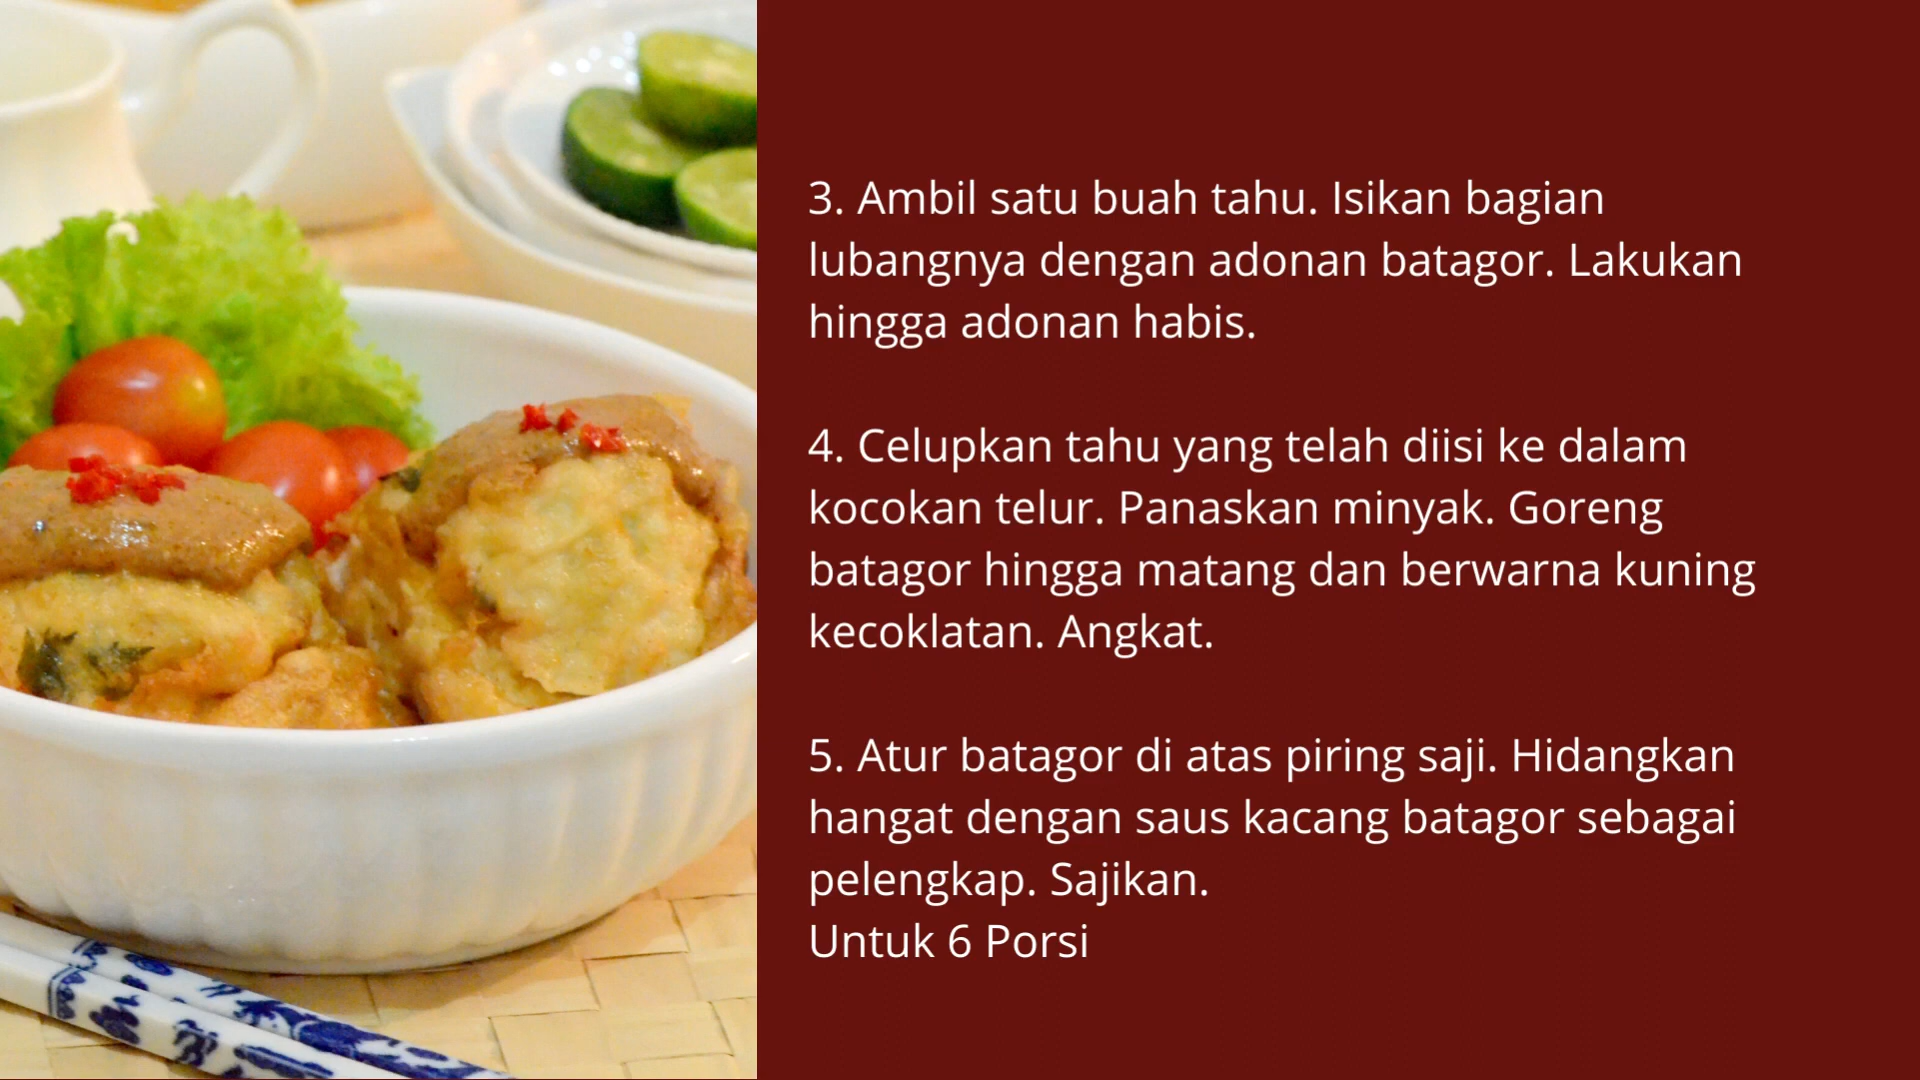 3. Ambil satu buah tahu. Isikan bagian
lubangnya dengan adonan batagor. Lakukan
hingga adonan habis.
4. Celupkan tahu yang telah diisi ke dalam
kocokan telur. Panaskan minyak. Goreng
batagor hingga matang dan berwarna kuning
kecoklatan. Angkat.
5. Atur batagor di atas piring saji. Hidangkan
hangat dengan saus kacang batagor sebagai
pelengkap. Sajikan.
Untuk 6 Porsi